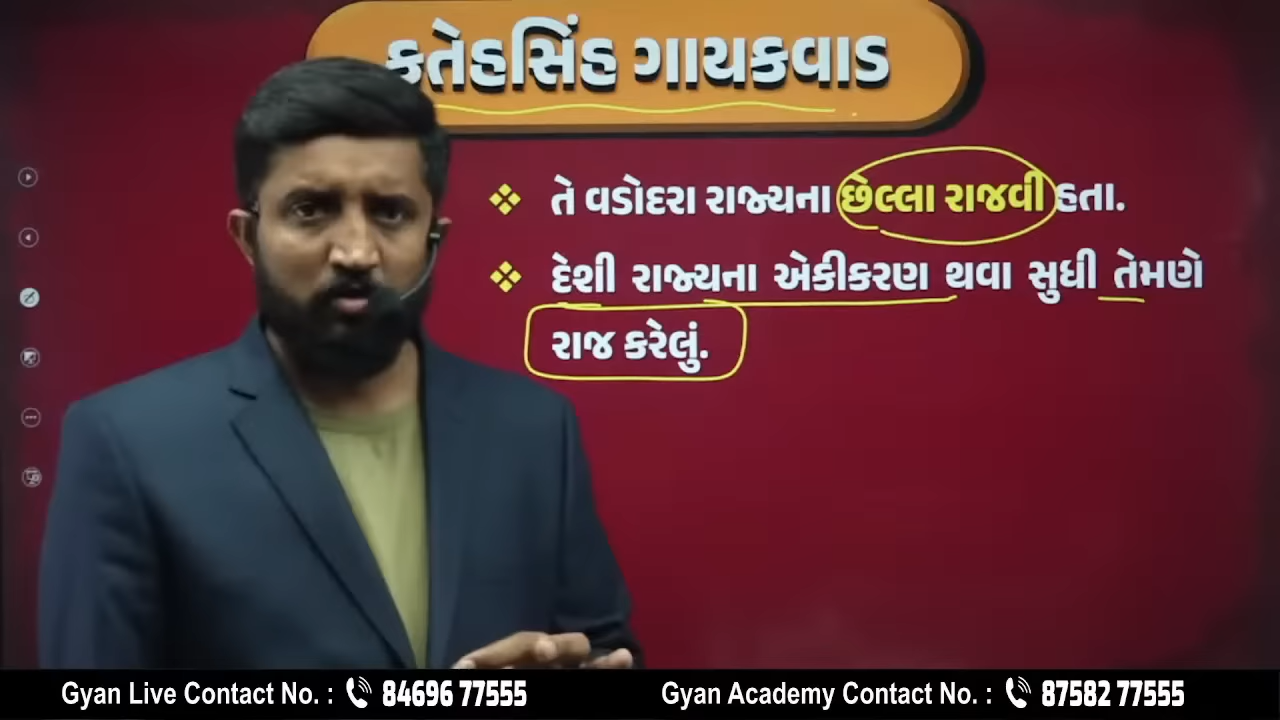 ફતેહસિંહ ગાયકવાડ
તે વડોદરા રાજ્યના છેલ્લા રાજવી હતા.
દેશી રાજ્યના એકીકરણ થવા સુધી તેમણે
રાજ કરેલું.
Gyan Live Contact No. : 84696 77555 Gyan Academy Contact No. : 87582 77555